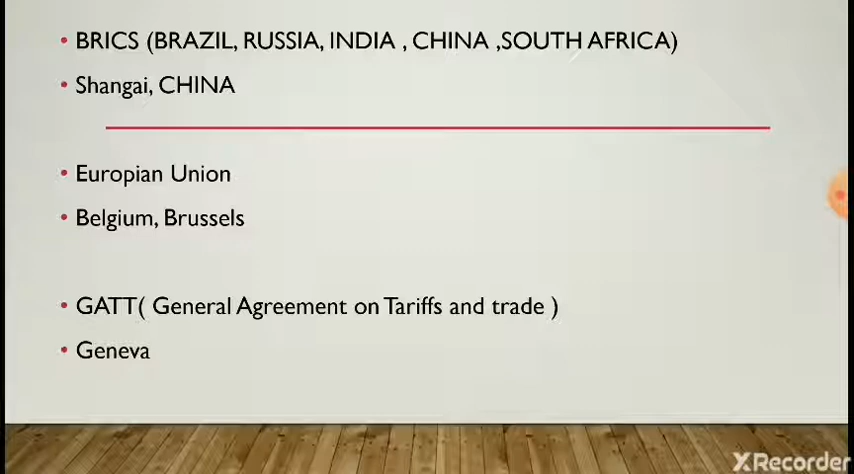 • BRICS (BRAZIL, RUSSIA, INDIA , CHINA ,SOUTH AFRICA)
• Shangai, CHINA
• Europian Union
• Belgium, Brussels
• GATT( General Agreement on Tariffs and trade )
• Geneva
XRecorder